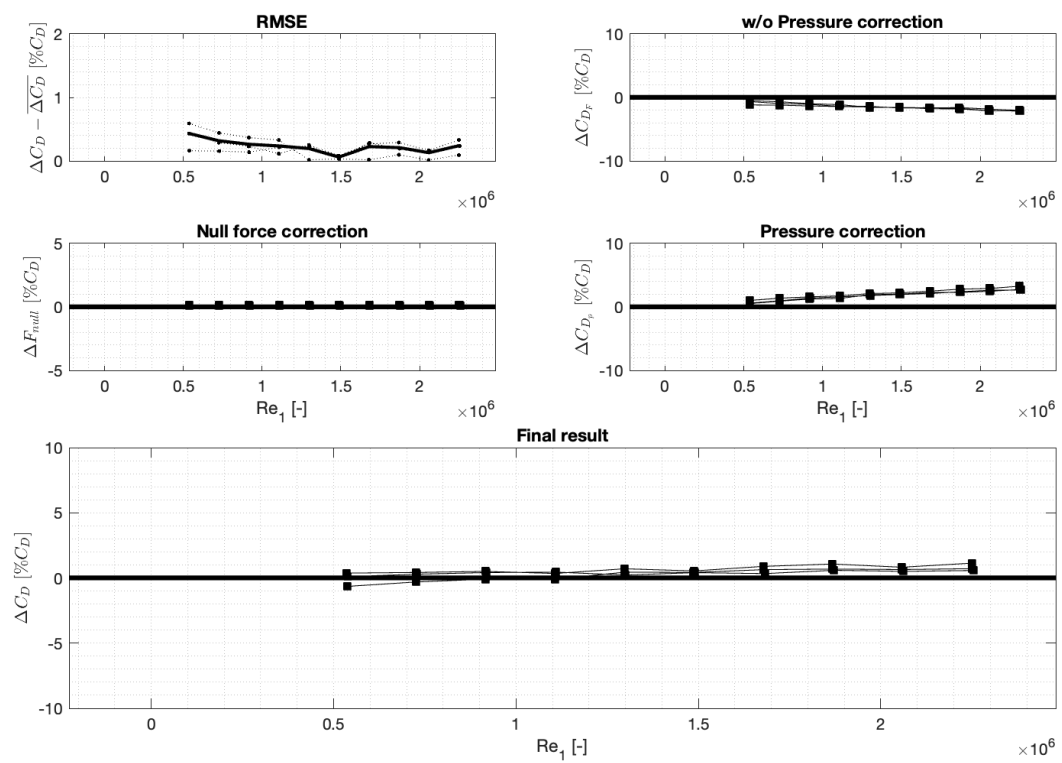 RMSE
ΔC_D − \overline{ΔC_D} [%C_D]
2
1
0
0 0.5 1 1.5 2
×10^6
w/o Pressure correction
ΔC_{D_F} [%C_D]
10
0
-10
0 0.5 1 1.5 2
×10^6
Null force correction
ΔF_{null} [%C_D]
5
0
-5
0 0.5 1 1.5 2
×10^6
Re_1 [-]
Pressure correction
10
0
-10
0 0.5 1 1.5 2
×10^6
Re_1 [-]
Final result
ΔC_D [%C_D]
10
5
0
-5
-10
0 0.5 1 1.5 2
×10^6
Re_1 [-]